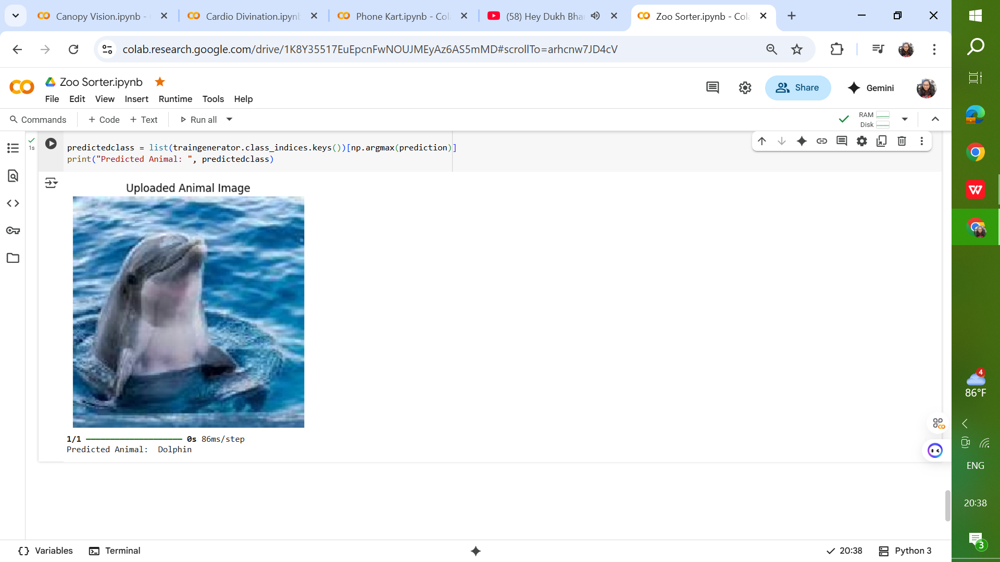 Canopy Vision.ipynb -
Cardio Divination.ipynb
Phone Kart.ipynb - Col
(58) Hey Dukh Bhan
Zoo Sorter.ipynb - Col
colab.research.google.com/drive/1K8Y35517EuEpcnFwNOUJMEyAz6AS5mMD#scrollTo=arhcnw7JD4cV
Zoo Sorter.ipynb
File Edit View Insert Runtime Tools Help
Share
Gemini
Commands + Code + Text Run all
RAM
Disk
1s
predictedclass = list(traingenerator.class_indices.keys())[np.argmax(prediction)]
print("Predicted Animal: ", predictedclass)
Uploaded Animal Image
1/1 0s 86ms/step
Predicted Animal:  Dolphin
Variables Terminal
20:38 Python 3
4
86°F
ENG
20:38
3